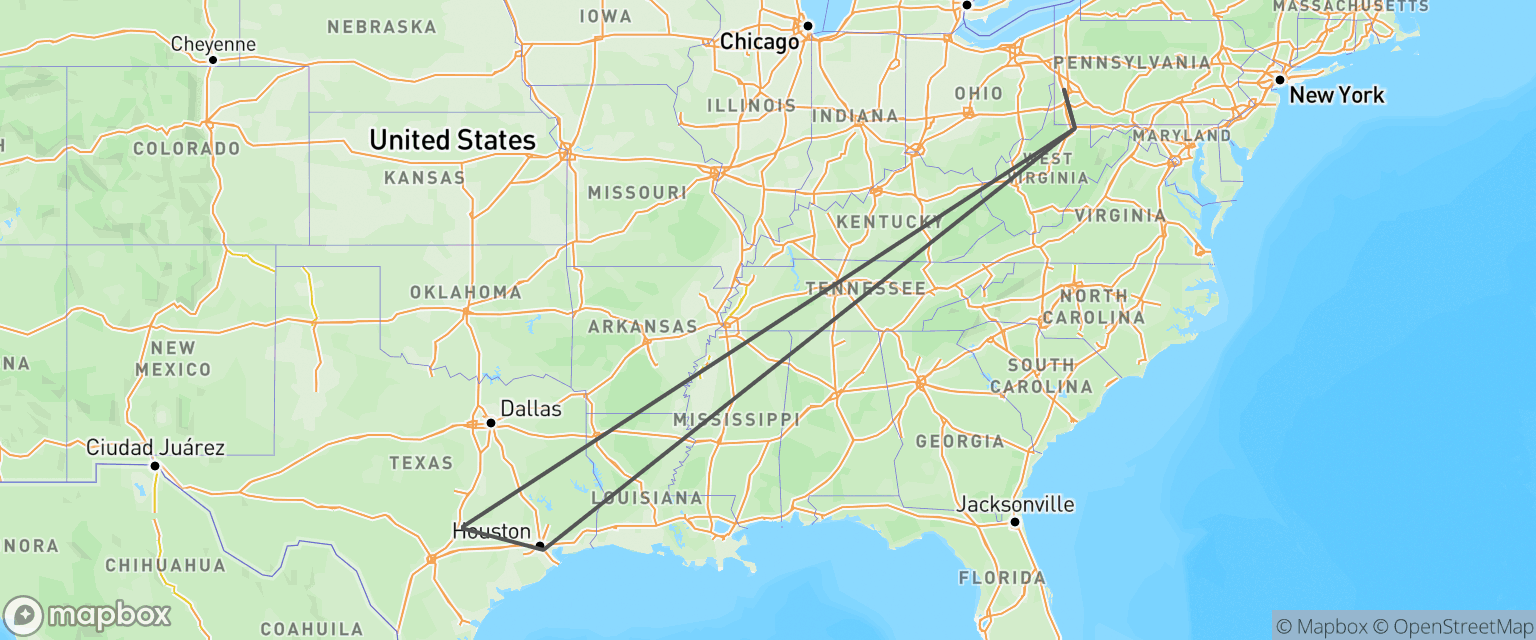 NEBRASKA
IOWA
MASSACHUSETTS
Cheyenne
Chicago
PENNSYLVANIA
OHIO
New York
ILLINOIS
INDIANA
United States
MARYLAND
COLORADO
KANSAS
MISSOURI
WEST
VIRGINIA
VIRGINIA
KENTUCKY
OKLAHOMA
TENNESSEE
NORTH
CAROLINA
ARKANSAS
NEW
MEXICO
NA
SOUTH
CAROLINA
Dallas
MISSISSIPPI
GEORGIA
Ciudad Juárez
TEXAS
LOUISIANA
Jacksonville
Houston
NORA
CHIHUAHUA
FLORIDA
COAHUILA
mapbox
© Mapbox © OpenStreetMap